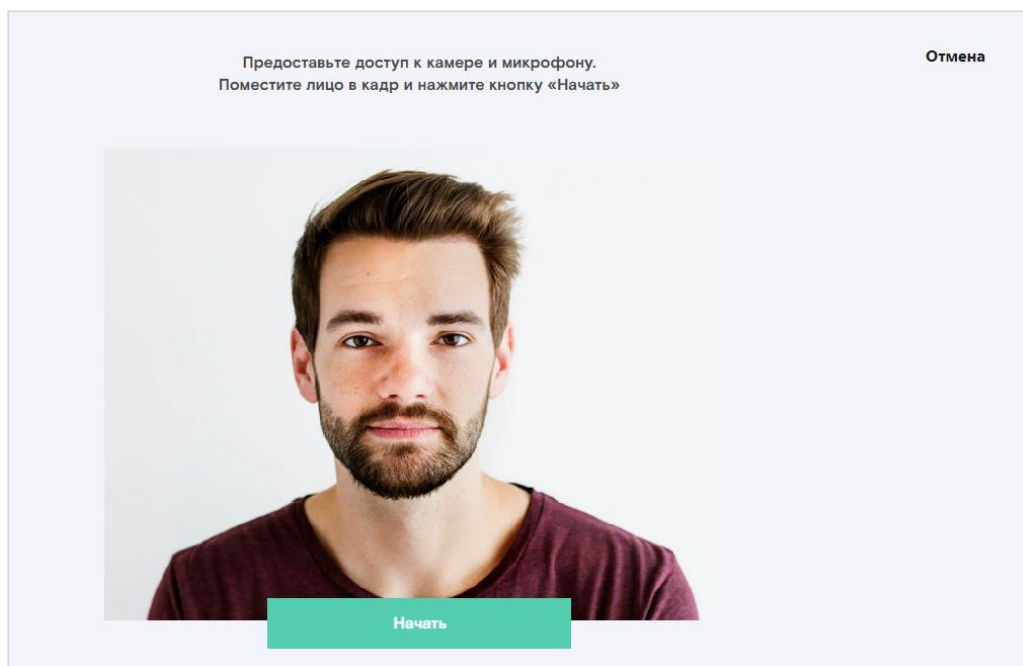 Предоставьте доступ к камере и микрофону.
Поместите лицо в кадр и нажмите кнопку «Начать»
Отмена
Начать